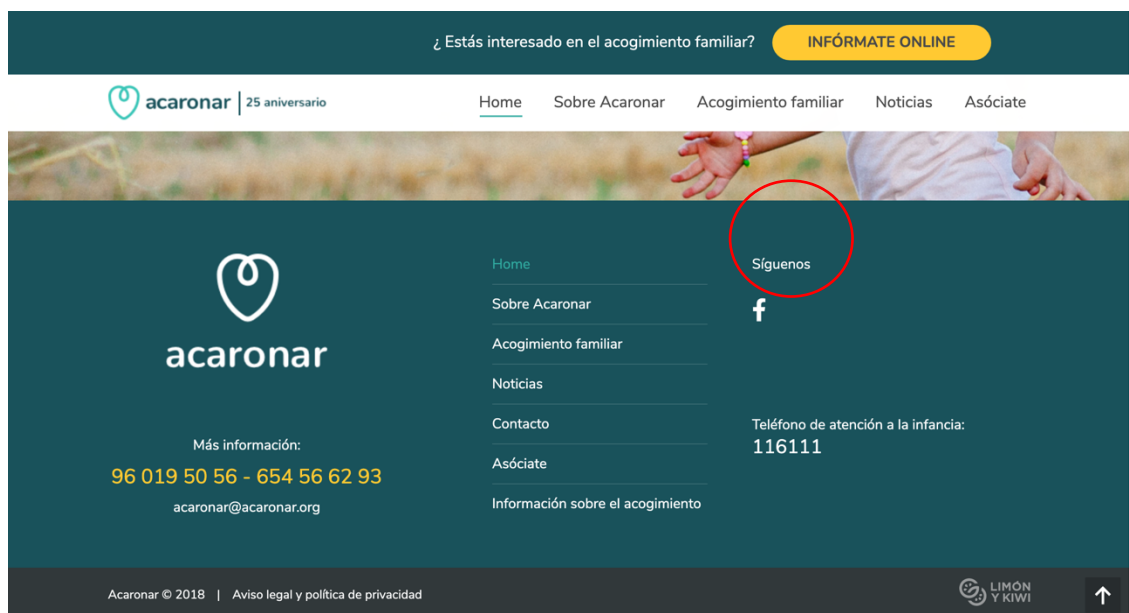 ¿ Estás interesado en el acogimiento familiar?
INFÓRMATE ONLINE
acaronar | 25 aniversario
Home
Sobre Acaronar
Acogimiento familiar
Noticias
Asóciate
acaronar
Más información:
96 019 50 56 - 654 56 62 93
acaronar@acaronar.org
Home
Sobre Acaronar
Acogimiento familiar
Noticias
Contacto
Asóciate
Información sobre el acogimiento
Síguenos
Teléfono de atención a la infancia:
116111
Acaronar © 2018 | Aviso legal y política de privacidad
LIMÓN
Y KIWI